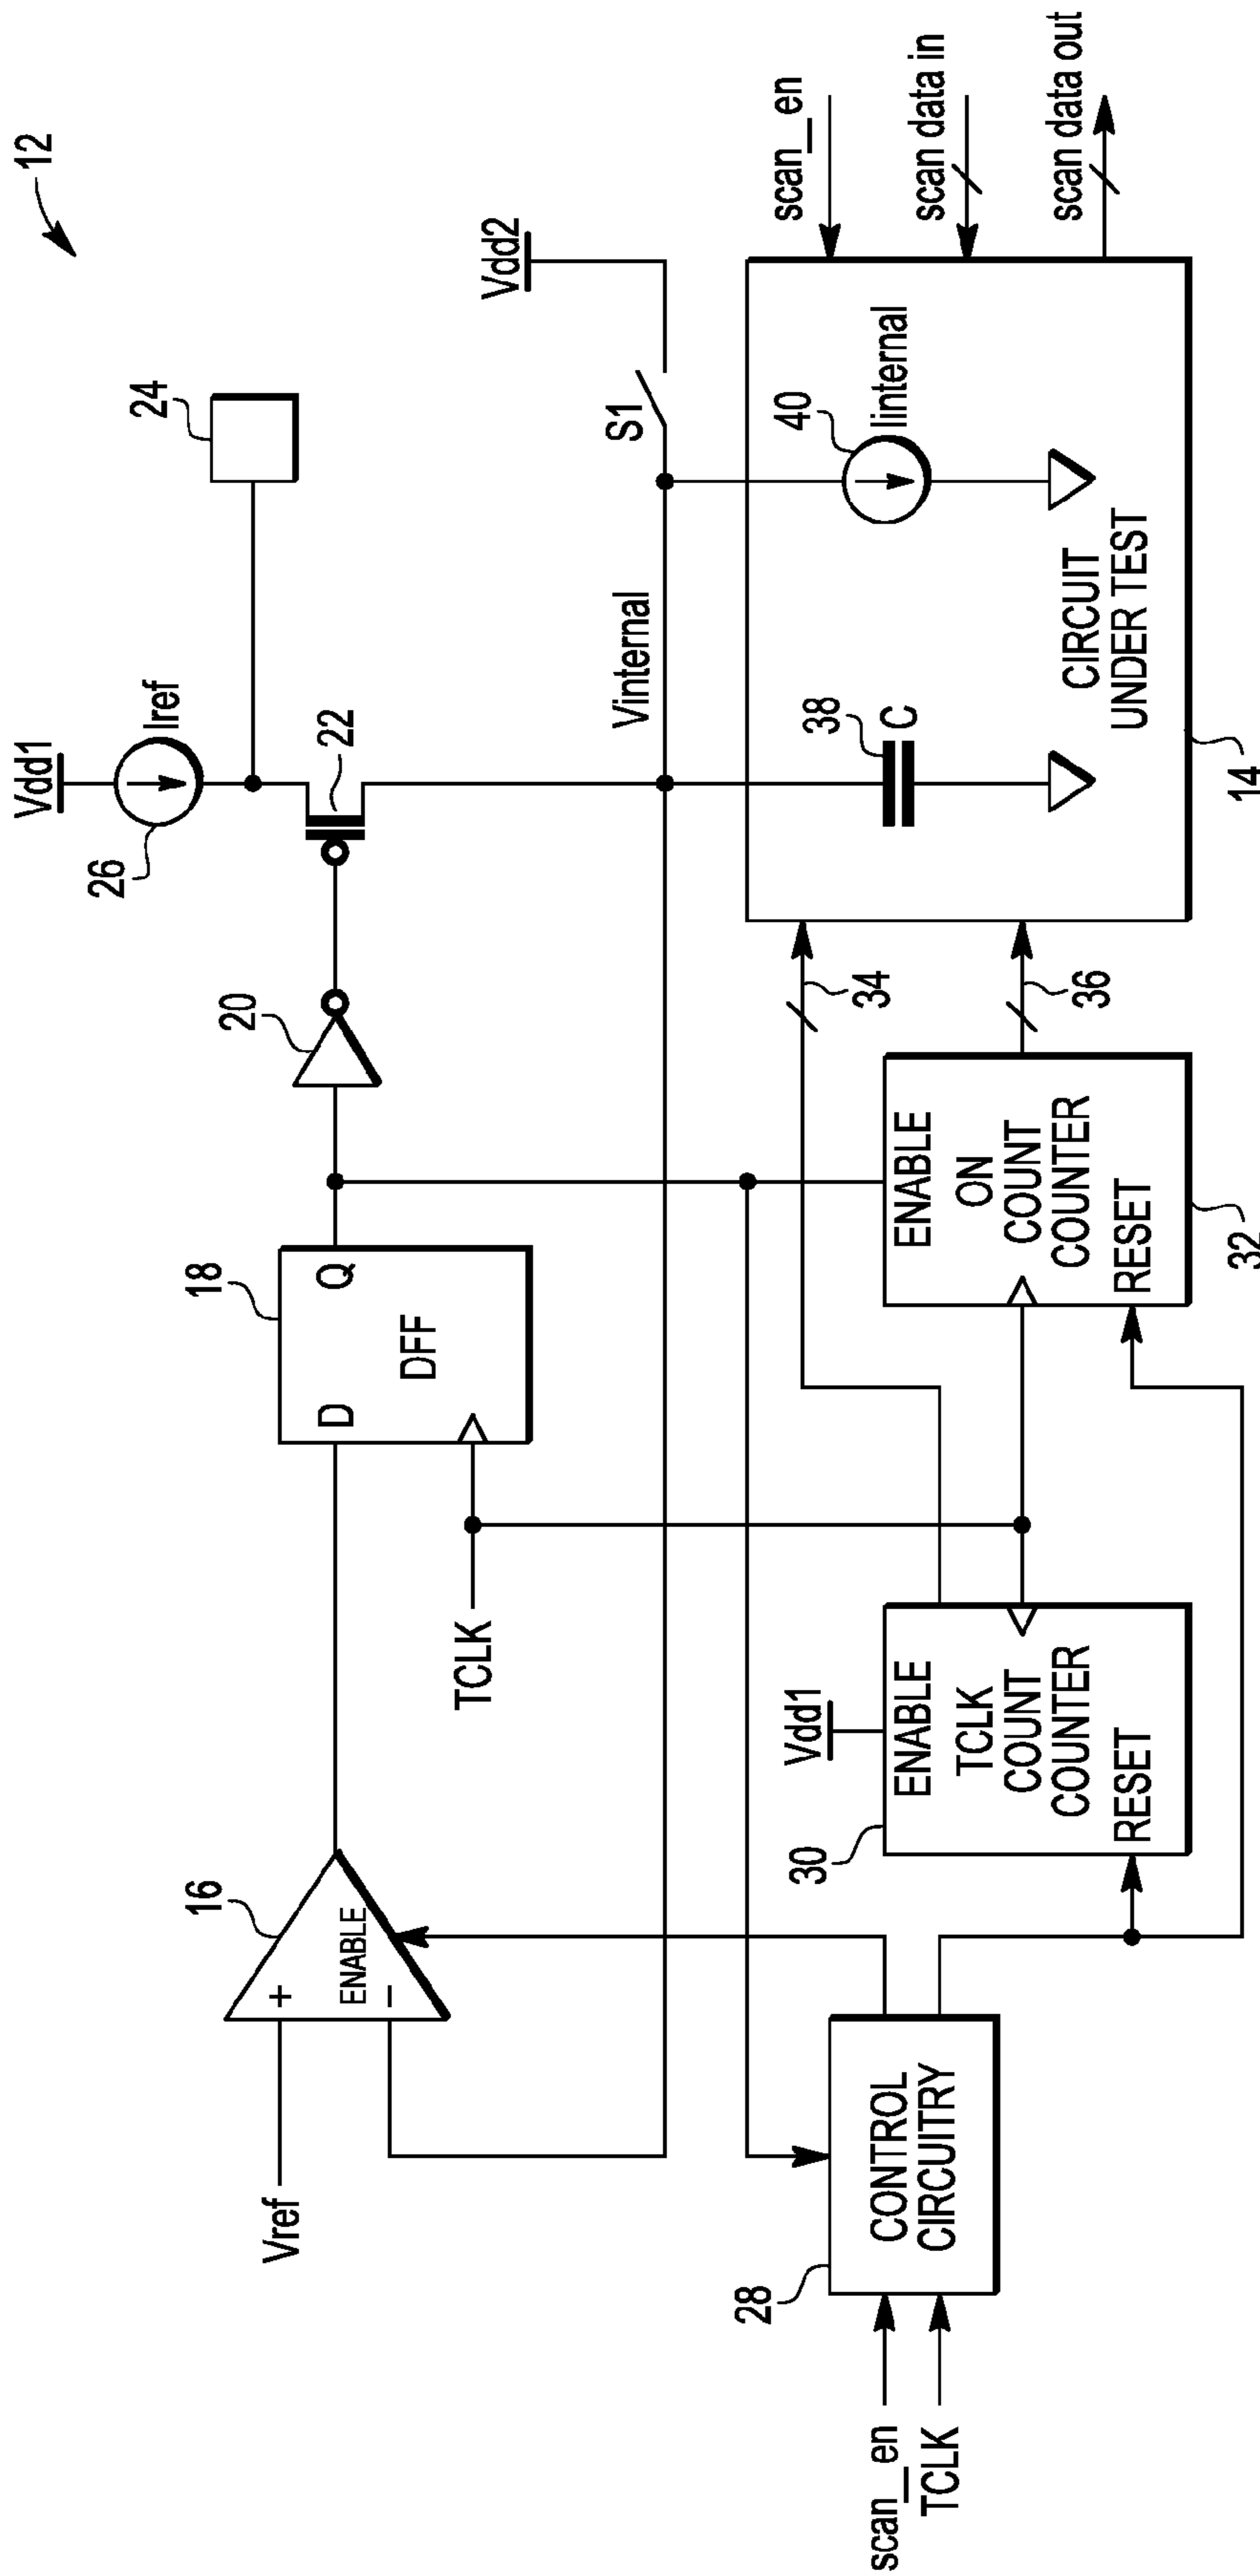 12
Vdd1
Iref
26
24
22
20
18
D
Q
DFF
TCLK
16
+
ENABLE
−
Vref
Vdd2
S1
Vinternal
scan_en
scan data in
scan data out
38
C
40
Iinternal
CIRCUIT
UNDER TEST
14
34
36
ENABLE
ON
COUNT
COUNTER
RESET
32
Vdd1
ENABLE
TCLK
COUNT
COUNTER
RESET
30
CONTROL
CIRCUITRY
28
scan_en
TCLK